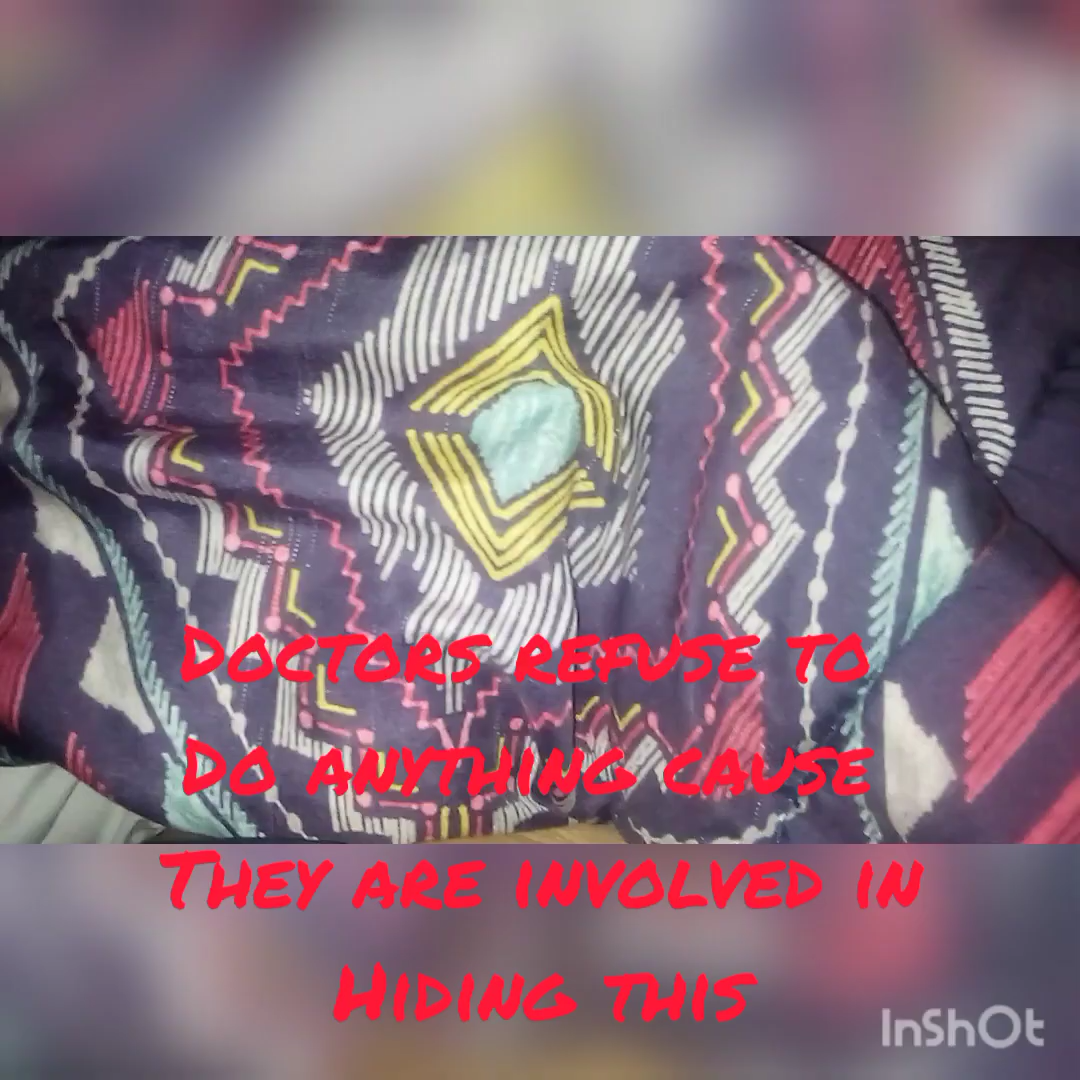 Doctors refuse to
Do anything cause
They are involved in
Hiding this
InShOt